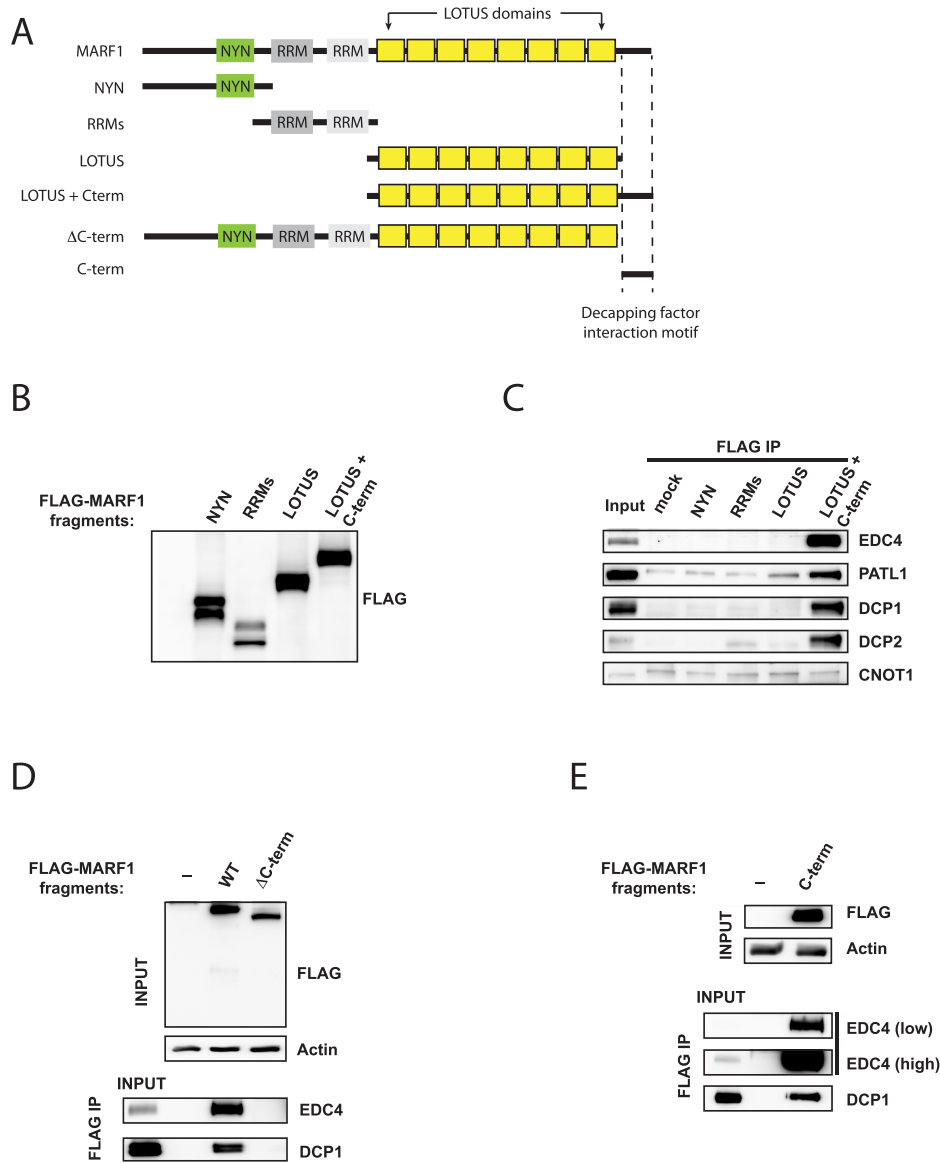 A
LOTUS domains
MARF1
NYN
RRM
RRM
NYN
NYN
RRMs
RRM
RRM
LOTUS
LOTUS + Cterm
ΔC-term
NYN
RRM
RRM
C-term
Decapping factor
interaction motif
B
FLAG-MARF1
fragments:
NYN
RRMs
LOTUS
LOTUS +
C-term
FLAG
C
FLAG IP
Input
mock
NYN
RRMs
LOTUS
LOTUS +
C-term
EDC4
PATL1
DCP1
DCP2
CNOT1
D
FLAG-MARF1
fragments:
–
WT
ΔC-term
INPUT
FLAG
Actin
INPUT
FLAG IP
EDC4
DCP1
E
FLAG-MARF1
fragments:
–
C-term
INPUT
FLAG
Actin
INPUT
FLAG IP
EDC4 (low)
EDC4 (high)
DCP1